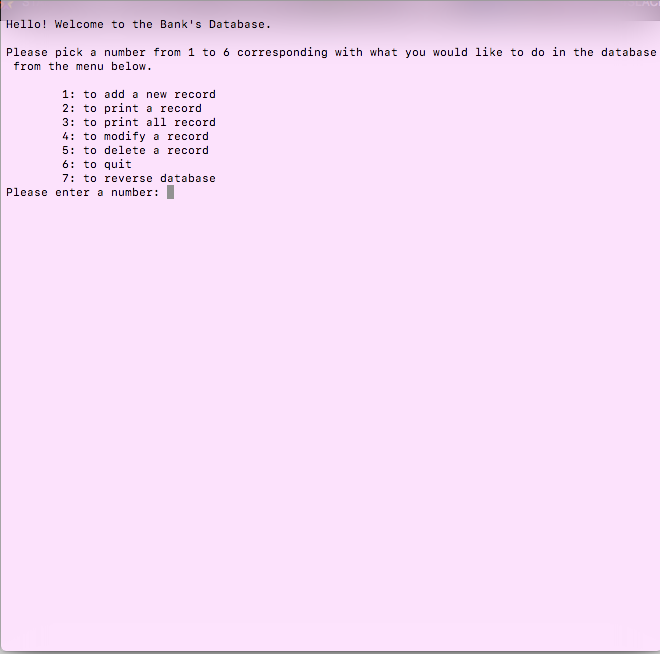 Hello! Welcome to the Bank's Database.
Please pick a number from 1 to 6 corresponding with what you would like to do in the database
from the menu below.
1: to add a new record
2: to print a record
3: to print all record
4: to modify a record
5: to delete a record
6: to quit
7: to reverse database
Please enter a number: